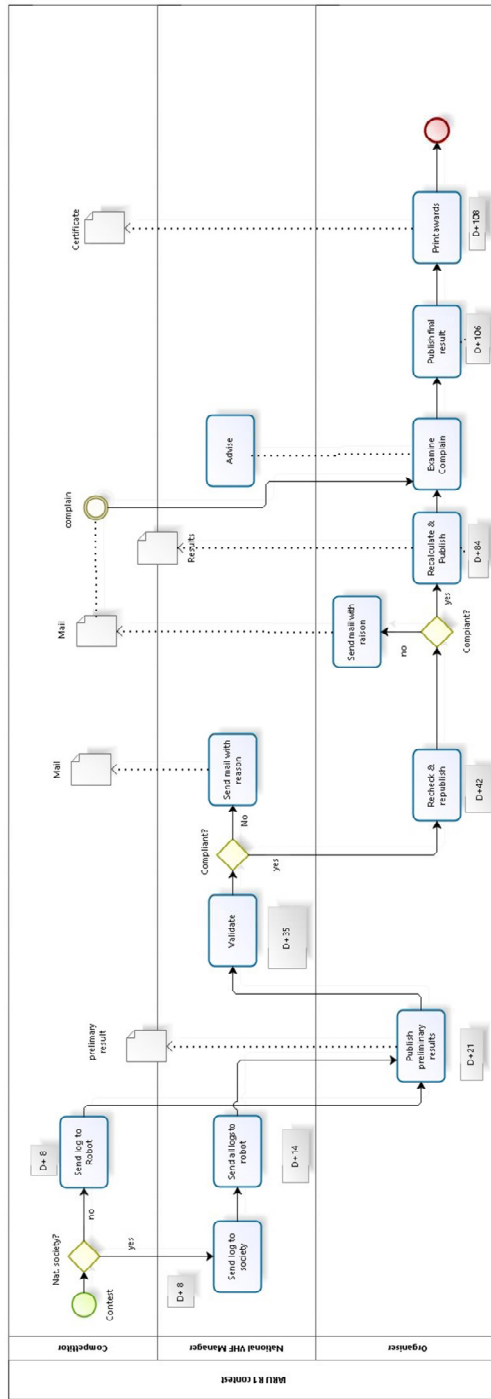 IARU R1 contest
Competitor
Contest
Nat. society?
no
yes
D+ 8
Send log to
Robot
prelimary
result
Mail
Mail
complain
Certificate
National VHF Manager
D+ 8
Send log to
society
Send all logs to
robot
D+14
Validate
D+35
Compliant?
No
yes
Send mail with
reason
Results
Advise
Organiser
Publish
preliminary
results
D+21
Recheck &
republish
D+42
Send mail with
raison
no
Compliant?
yes
Recalculate &
Publish
D+84
Examine
Complain
Publish final
result
D+106
Print awards
D+108